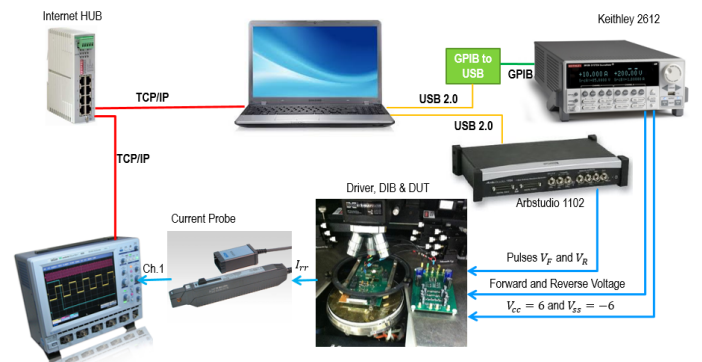 Internet HUB
Keithley 2612
GPIB to
USB
GPIB
TCP/IP
USB 2.0
USB 2.0
TCP/IP
Arbstudio 1102
Driver, DIB & DUT
Current Probe
Pulses V_F and V_R
Ch.1
I_rr
Forward and Reverse Voltage
V_cc = 6 and V_ss = −6